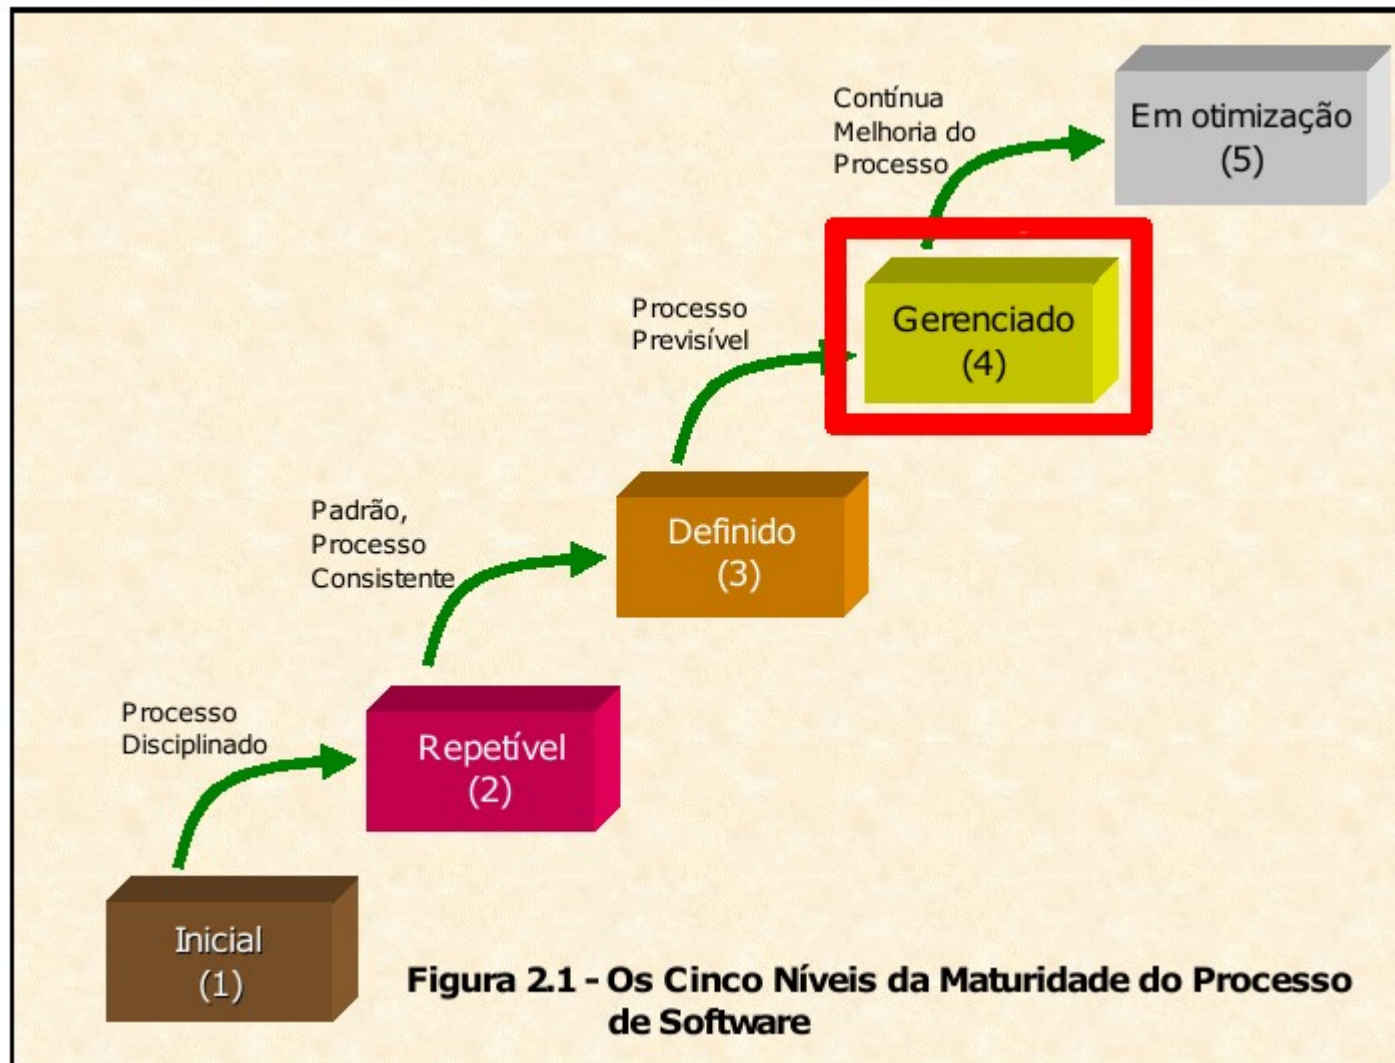 Contínua
Melhoria do
Processo
Em otimização
(5)
Processo
Previsível
Gerenciado
(4)
Padrão,
Processo
Consistente
Definido
(3)
Processo
Disciplinado
Repetível
(2)
Inicial
(1)
Figura 2.1 - Os Cinco Níveis da Maturidade do Processo
de Software